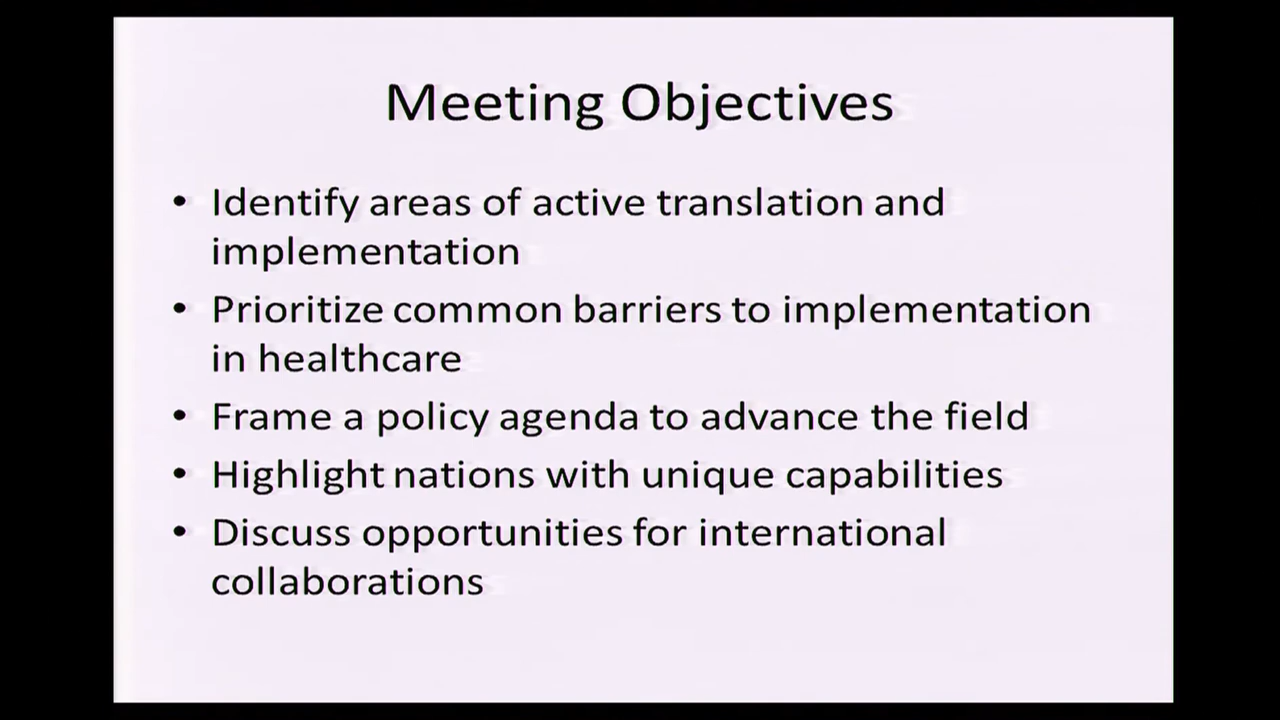 Meeting Objectives
• Identify areas of active translation and
implementation
• Prioritize common barriers to implementation
in healthcare
• Frame a policy agenda to advance the field
• Highlight nations with unique capabilities
• Discuss opportunities for international
collaborations